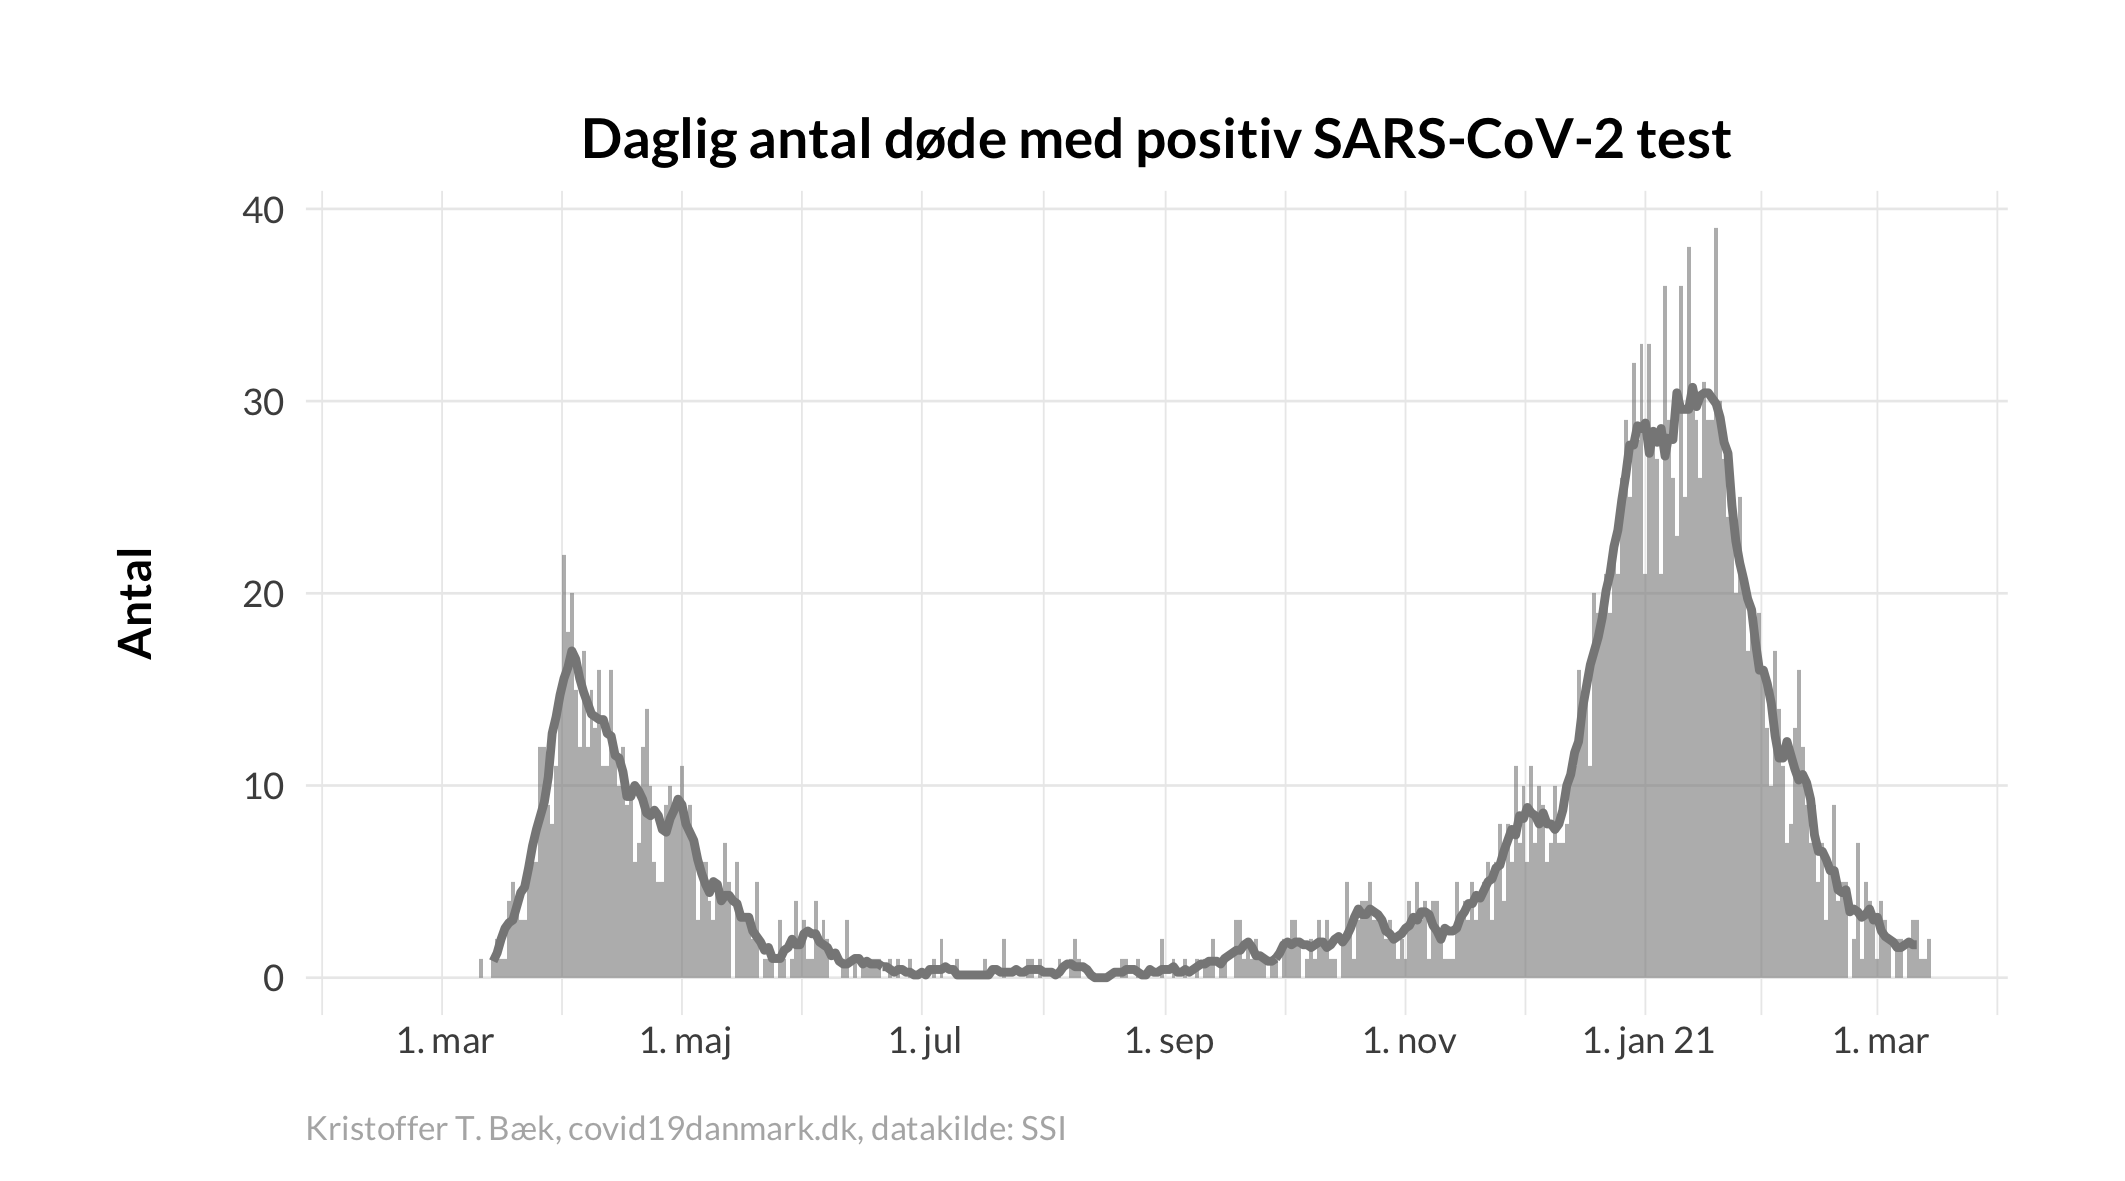 Daglig antal døde med positiv SARS-CoV-2 test
40
30
20
10
0
Antal
1. mar
1. maj
1. jul
1. sep
1. nov
1. jan 21
1. mar
Kristoffer T. Bæk, covid19danmark.dk, datakilde: SSI